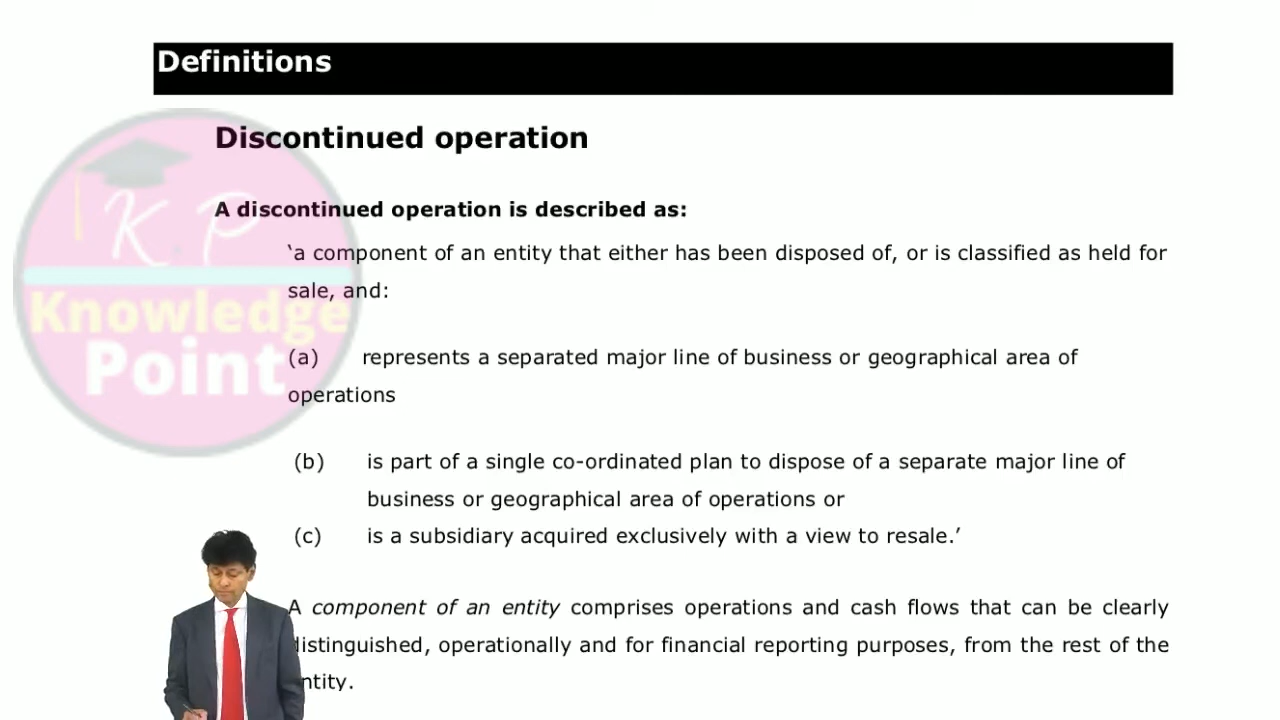 Definitions
Discontinued operation
A discontinued operation is described as:
‘a component of an entity that either has been disposed of, or is classified as held for
sale, and:
(a) represents a separated major line of business or geographical area of
operations
(b) is part of a single co-ordinated plan to dispose of a separate major line of
business or geographical area of operations or
(c) is a subsidiary acquired exclusively with a view to resale.’
A component of an entity comprises operations and cash flows that can be clearly
distinguished, operationally and for financial reporting purposes, from the rest of the
entity.
K P
Knowledge
Point